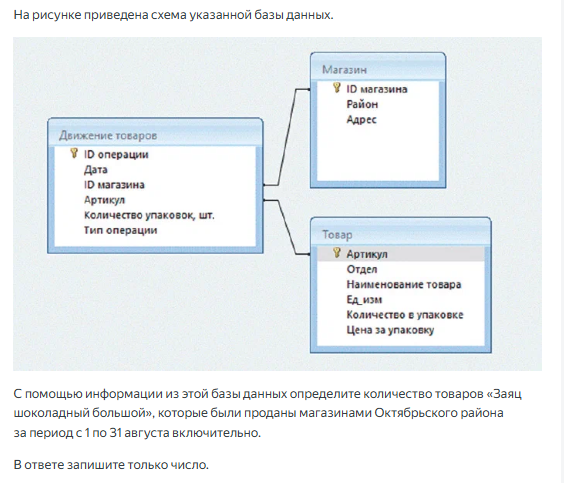 На рисунке приведена схема указанной базы данных.
Магазин
ID магазина
Район
Адрес
Движение товаров
ID операции
Дата
ID магазина
Артикул
Количество упаковок, шт.
Тип операции
Товар
Артикул
Отдел
Наименование товара
Ед_изм
Количество в упаковке
Цена за упаковку
С помощью информации из этой базы данных определите количество товаров «Заяц
шоколадный большой», которые были проданы магазинами Октябрьского района
за период с 1 по 31 августа включительно.
В ответе запишите только число.